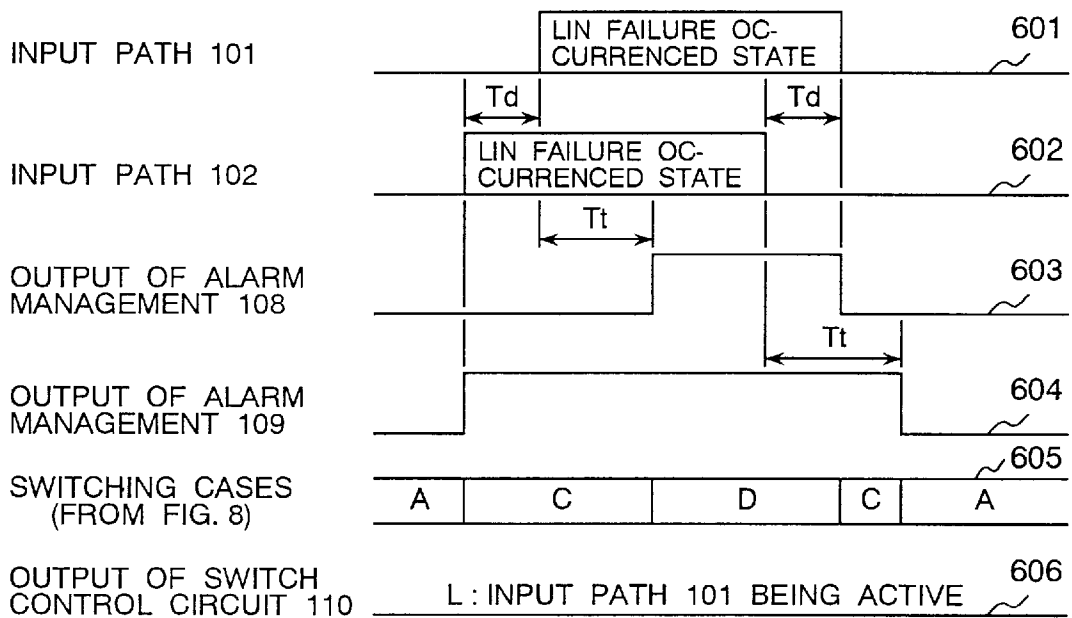 INPUT PATH 101
LIN FAILURE OC-
CURRENCED STATE
601
Td
Td
INPUT PATH 102
LIN FAILURE OC-
CURRENCED STATE
602
Tt
OUTPUT OF ALARM
MANAGEMENT 108
603
Tt
OUTPUT OF ALARM
MANAGEMENT 109
604
605
SWITCHING CASES
(FROM FIG. 8)
A C D C A
OUTPUT OF SWITCH
CONTROL CIRCUIT 110
L : INPUT PATH 101 BEING ACTIVE
606